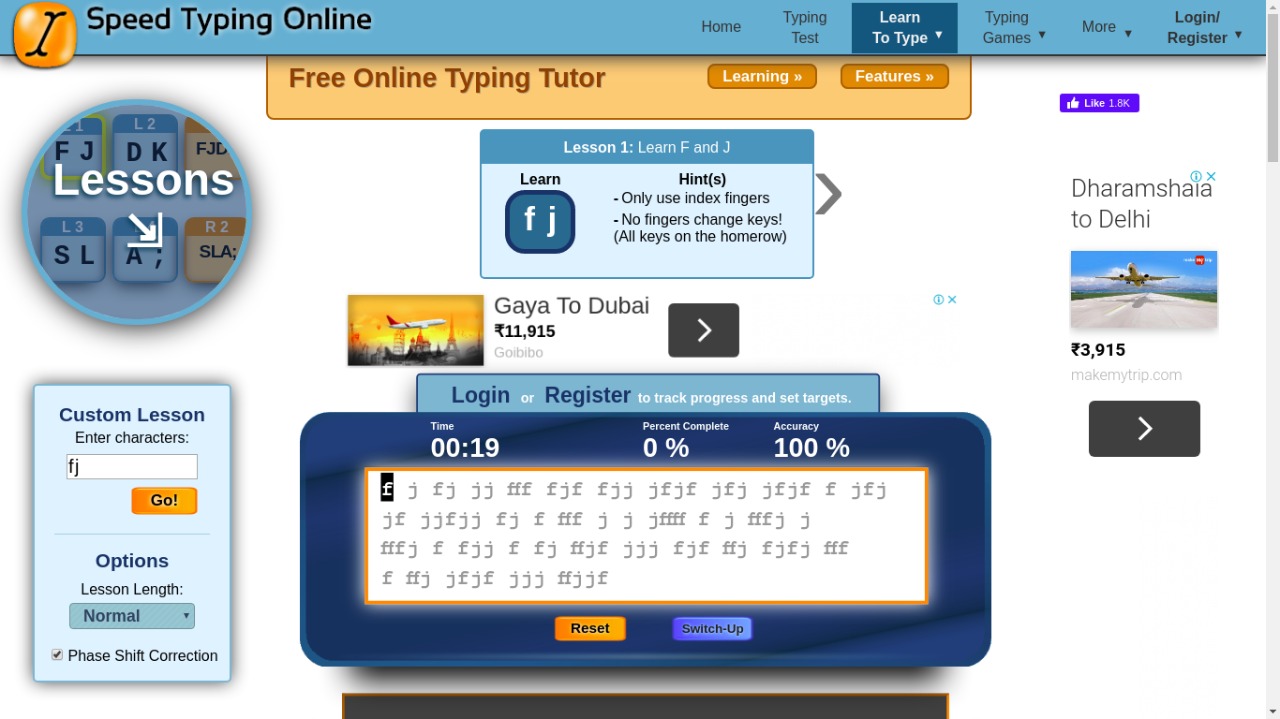 Speed Typing Online
Home
Typing Test
Learn To Type ▼
Typing Games ▼
More ▼
Login/ Register ▼
Free Online Typing Tutor
Learning »
Features »
Like 1.8K
L 1
L 2
F J
D K
FJD
Lessons
L 3
R 2
S L
A ;
SLA;
Lesson 1: Learn F and J
Learn
f j
Hint(s)
- Only use index fingers
- No fingers change keys!
(All keys on the homerow)
Dharamshala
to Delhi
₹3,915
makemytrip.com
Gaya To Dubai
₹11,915
Goibibo
Login or Register to track progress and set targets.
Custom Lesson
Enter characters:
fj
Go!
Options
Lesson Length:
Normal
Phase Shift Correction
Time
00:19
Percent Complete
0 %
Accuracy
100 %
f j fj jj fff fjf fjj jfjf jfj jfjf f jfj
jf jjfjj fj f fff j j jffff f j fffj j
fffj f fjj f fj ffjf jjj fjf ffj fjfj fff
f ffj jfjf jjj ffjjf
Reset
Switch-Up